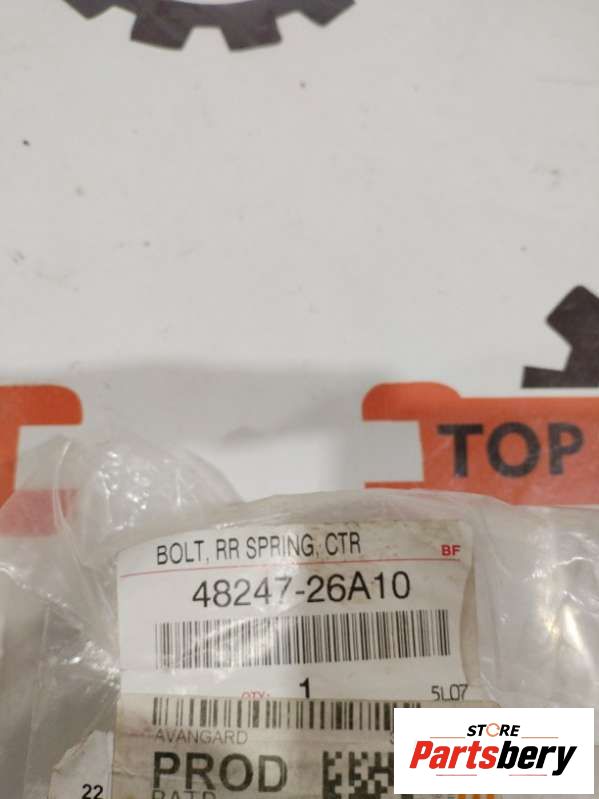 TOP
BOLT, RR SPRING, CTR
BF
48247-26A10
QTY: 1 5L07
AVANGARD
PROD
22
STORE
Partsbery